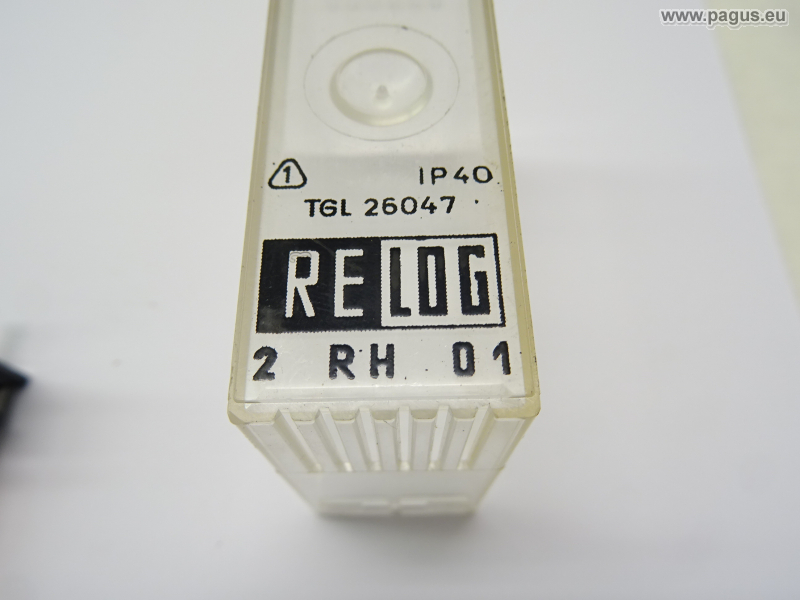 www.pagus.eu
1 IP40
TGL 26047
RELOG
2 RH 01